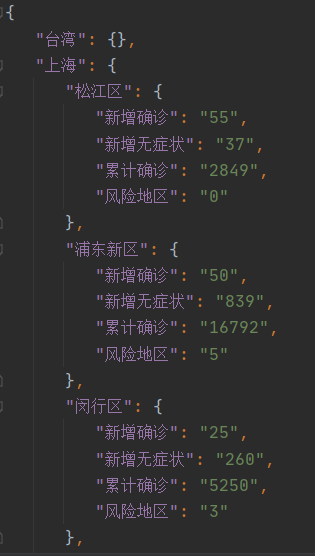 {
"台湾": {},
"上海": {
"松江区": {
"新增确诊": "55",
"新增无症状": "37",
"累计确诊": "2849",
"风险地区": "0"
},
"浦东新区": {
"新增确诊": "50",
"新增无症状": "839",
"累计确诊": "16792",
"风险地区": "5"
},
"闵行区": {
"新增确诊": "25",
"新增无症状": "260",
"累计确诊": "5250",
"风险地区": "3"
},